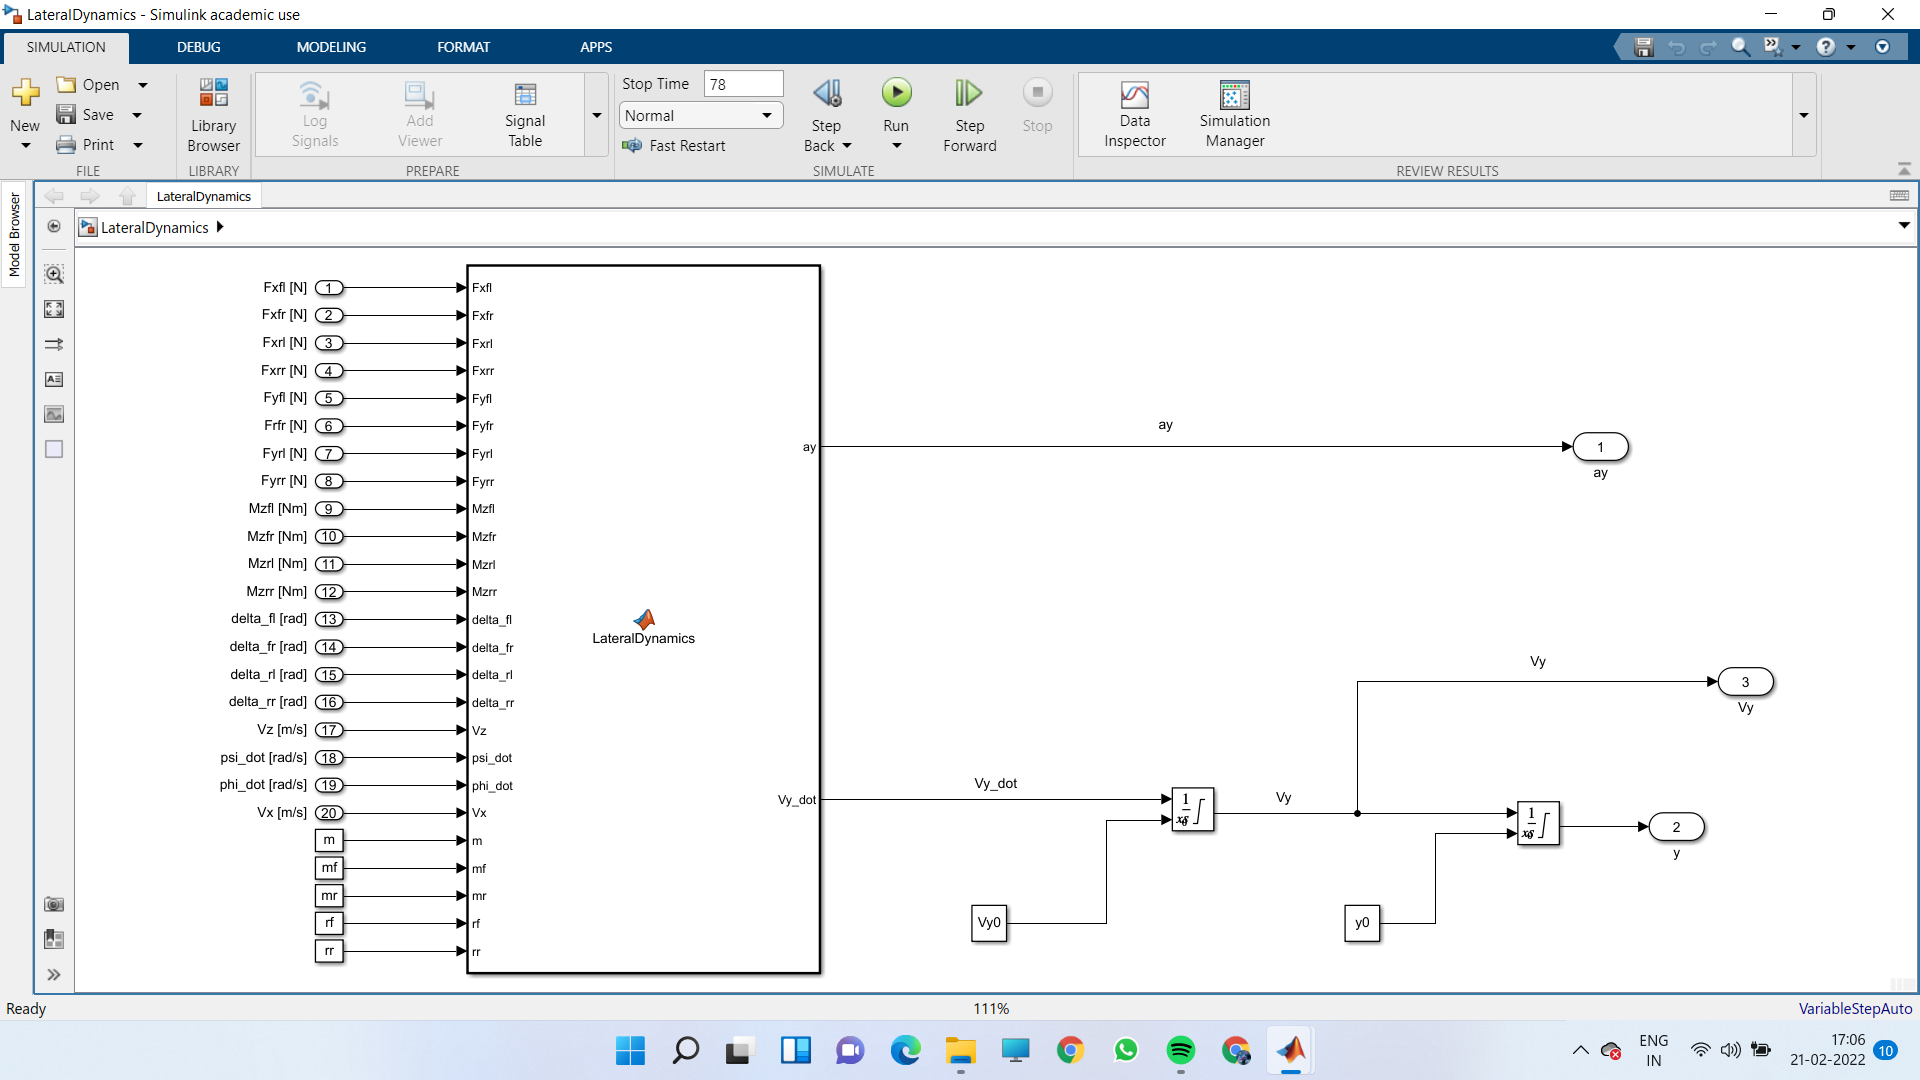 LateralDynamics - Simulink academic use
SIMULATION DEBUG MODELING FORMAT APPS
New
Open
Save
Print
FILE
Library Browser
LIBRARY
Log Signals
Add Viewer
Signal Table
PREPARE
Stop Time 78
Normal
Fast Restart
Step Back
Run
Step Forward
Stop
SIMULATE
Data Inspector
Simulation Manager
REVIEW RESULTS
Model Browser
LateralDynamics
LateralDynamics
Fxfl [N] 1 Fxfl
Fxfr [N] 2 Fxfr
Fxrl [N] 3 Fxrl
Fxrr [N] 4 Fxrr
Fyfl [N] 5 Fyfl
Frfr [N] 6 Fyfr
Fyrl [N] 7 Fyrl
Fyrr [N] 8 Fyrr
Mzfl [Nm] 9 Mzfl
Mzfr [Nm] 10 Mzfr
Mzrl [Nm] 11 Mzrl
Mzrr [Nm] 12 Mzrr
delta_fl [rad] 13 delta_fl
delta_fr [rad] 14 delta_fr
delta_rl [rad] 15 delta_rl
delta_rr [rad] 16 delta_rr
Vz [m/s] 17 Vz
psi_dot [rad/s] 18 psi_dot
phi_dot [rad/s] 19 phi_dot
Vx [m/s] 20 Vx
m m
mf mf
mr mr
rf rf
rr rr
LateralDynamics
ay
ay
1
ay
Vy_dot
Vy_dot
Vy0
Vy
Vy
3
Vy
y0
2
y
Ready
111%
VariableStepAuto
ENG
IN
17:06
21-02-2022
10